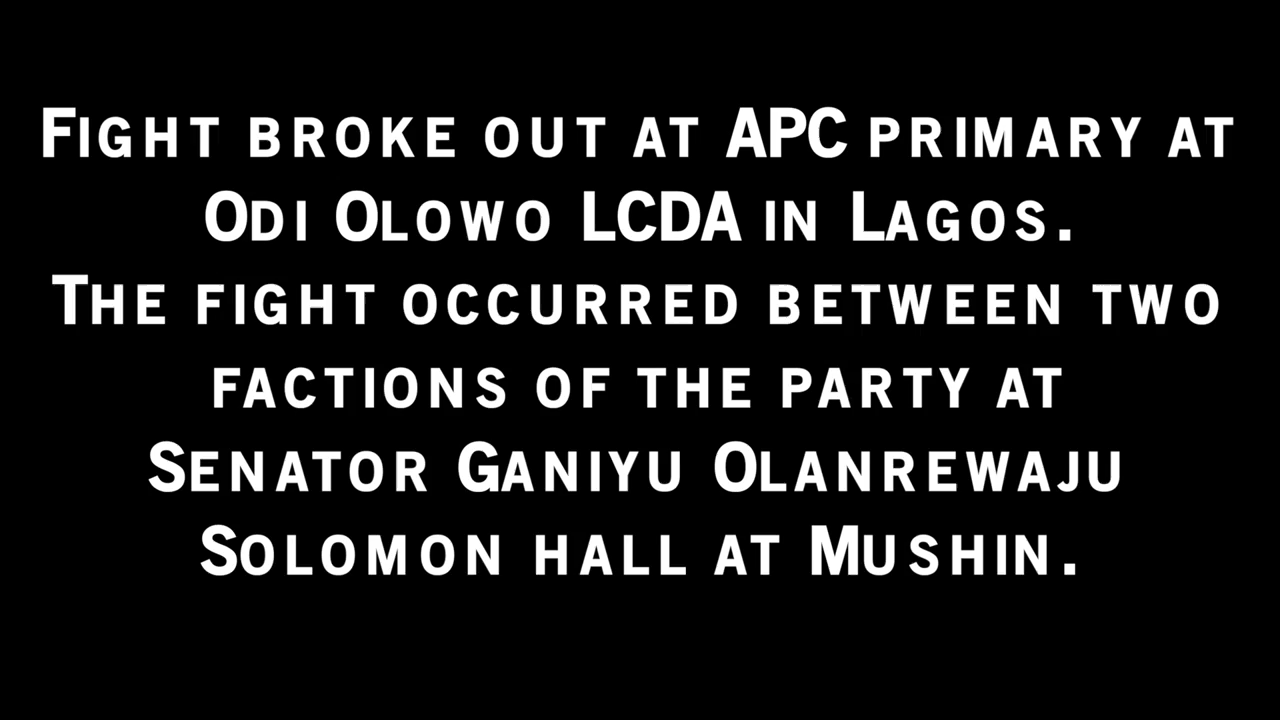 Fight broke out at APC primary at
Odi Olowo LCDA in Lagos.
The fight occurred between two
factions of the party at
Senator Ganiyu Olanrewaju
Solomon hall at Mushin.